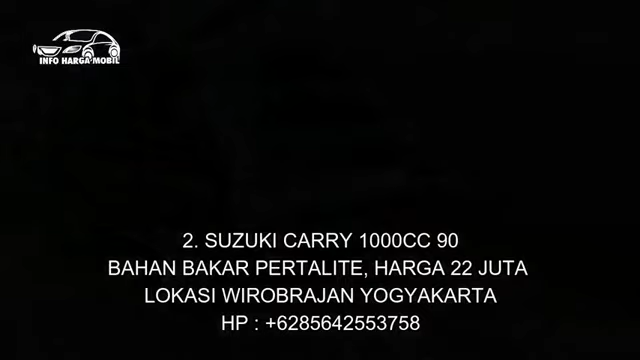 INFO HARGA MOBIL
2. SUZUKI CARRY 1000CC 90
BAHAN BAKAR PERTALITE, HARGA 22 JUTA
LOKASI WIROBRAJAN YOGYAKARTA
HP : +6285642553758